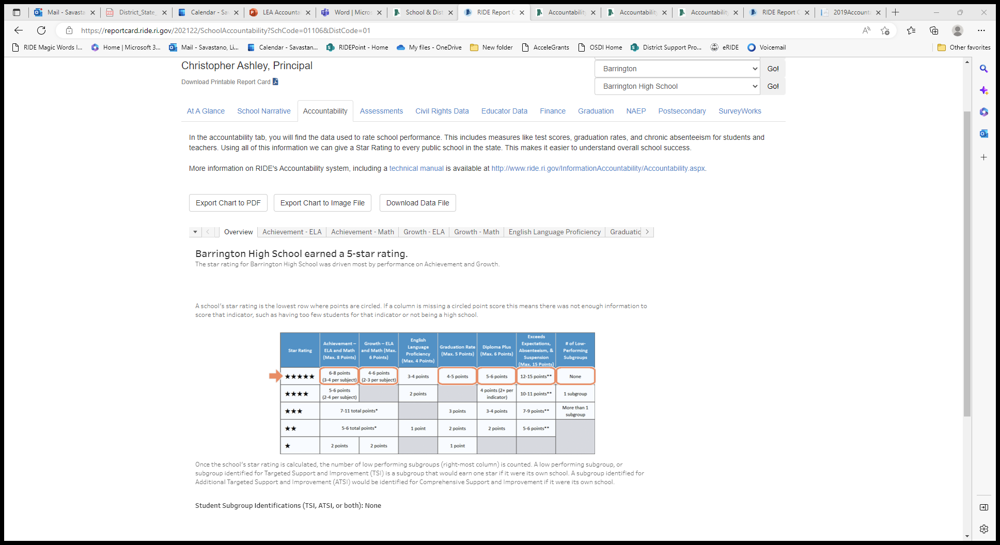 Mail - Savasta
District_State_
Calendar - Sa
LEA Accounta
Word | Micros
School & Dist
RIDE Report C
Accountability
Accountability
Accountability
RIDE Report C
2019Account
https://reportcard.ride.ri.gov/202122/SchoolAccountability?SchCode=01106&DistCode=01
RIDE Magic Words I...
Home | Microsoft 3...
Mail - Savastano, Li...
Calendar - Savastan...
RIDEPoint - Home
My files - OneDrive
New folder
AcceleGrants
OSDI Home
District Support Pro...
eRIDE
Voicemail
Other favorites
Christopher Ashley, Principal
Download Printable Report Card
Barrington Go!
Barrington High School Go!
At A Glance School Narrative Accountability Assessments Civil Rights Data Educator Data Finance Graduation NAEP Postsecondary SurveyWorks
In the accountability tab, you will find the data used to rate school performance. This includes measures like test scores, graduation rates, and chronic absenteeism for students and
teachers. Using all of this information we can give a Star Rating to every public school in the state. This makes it easier to understand overall school success.
More information on RIDE's Accountability system, including a technical manual is available at http://www.ride.ri.gov/InformationAccountability/Accountability.aspx.
Export Chart to PDF Export Chart to Image File Download Data File
Overview Achievement - ELA Achievement - Math Growth - ELA Growth - Math English Language Proficiency Graduatic
Barrington High School earned a 5-star rating.
The star rating for Barrington High School was driven most by performance on Achievement and Growth.
A school's star rating is the lowest row where points are circled. If a column is missing a circled point score this means there was not enough information to
score that indicator, such as having too few students for that indicator or not being a high school.
Star Rating
Achievement –
ELA and Math
(Max. 8 Points)
Growth – ELA
and Math (Max.
6 Points)
English
Language
Proficiency
(Max. 4 Points)
Graduation Rate
(Max. 5 Points)
Diploma Plus
(Max. 6 Points)
Exceeds
Expectations,
Absenteeism, &
Suspension
(Max. 15 Points)
# of Low-
Performing
Subgroups
★★★★★
6-8 points
(3-4 per subject)
4-6 points
(2-3 per subject)
3-4 points
4-5 points
5-6 points
12-15 points**
None
★★★★
5-6 points
(2-4 per subject)
2 points
4 points (2+ per
indicator)
10-11 points**
1 subgroup
★★★
7-11 total points*
3 points
3-4 points
7-9 points**
More than 1
subgroup
★★
5-6 total points*
1 point
2 points
2 points
5-6 points**
★
2 points
2 points
1 point
Once the school's star rating is calculated, the number of low performing subgroups (right-most column) is counted. A low performing subgroup, or
subgroup identified for Targeted Support and Improvement (TSI) is a subgroup that would earn one star if it were its own school. A subgroup identified for
Additional Targeted Support and Improvement (ATSI) would be identified for Comprehensive Support and Improvement if it were its own school.
Student Subgroup Identifications (TSI, ATSI, or both): None